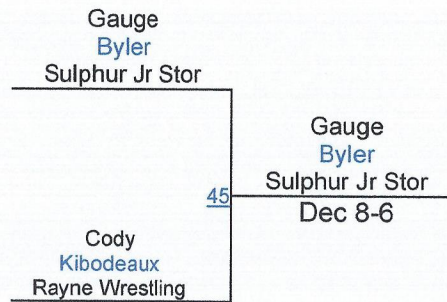 Gauge
Byler
Sulphur Jr Stor
45
Gauge
Byler
Sulphur Jr Stor
Dec 8-6
Cody
Kibodeaux
Rayne Wrestling